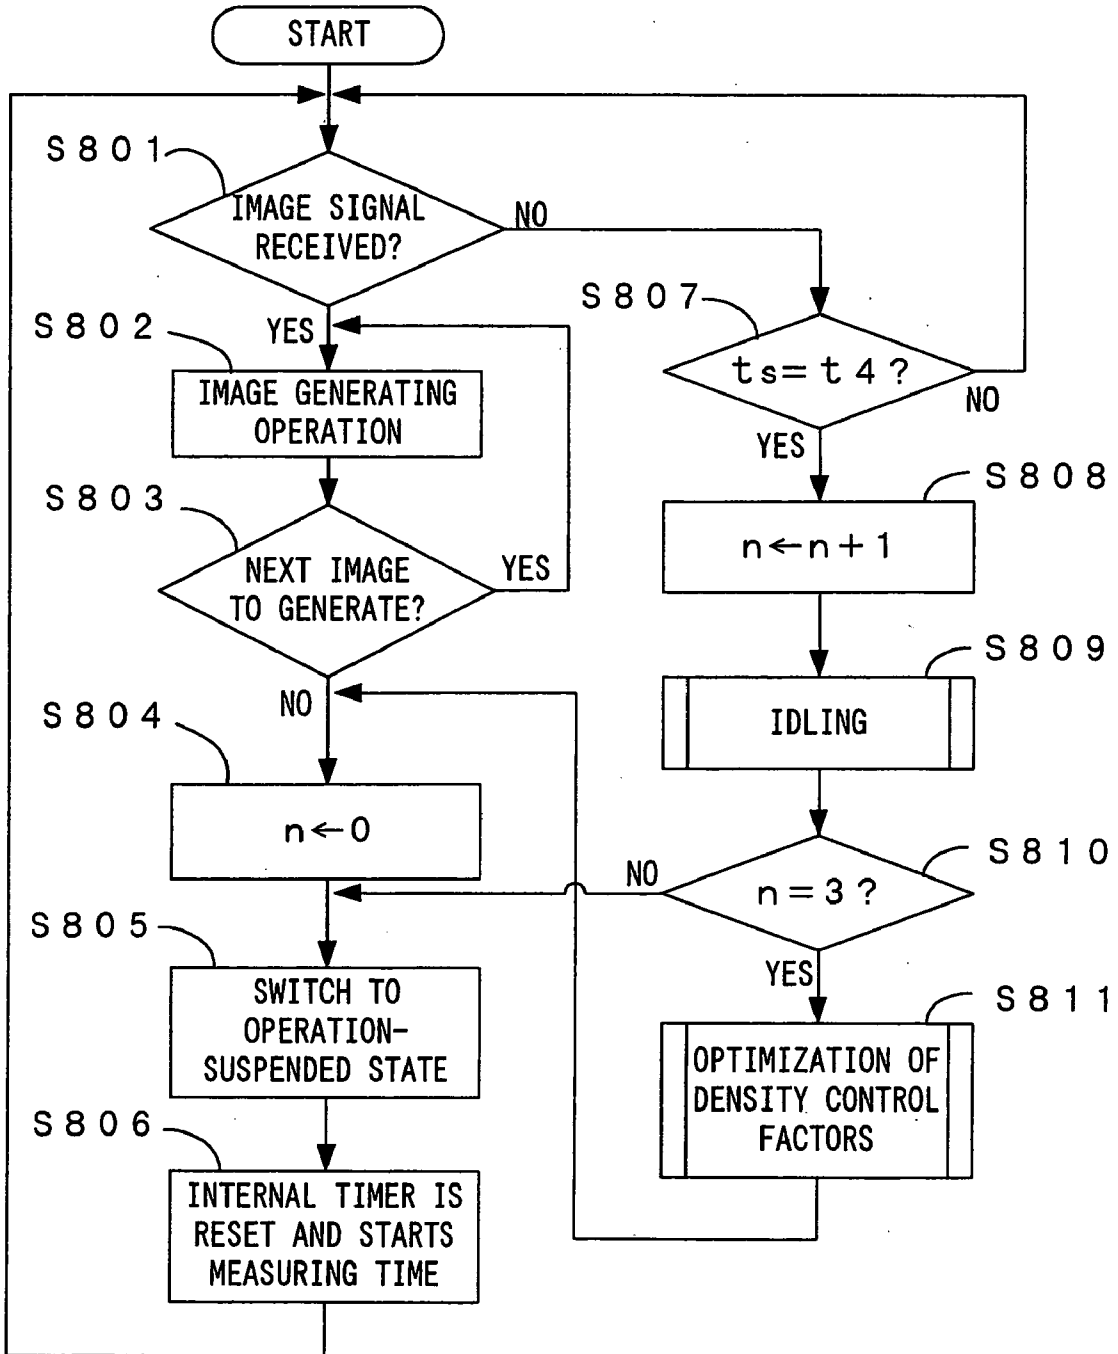 START
S801
IMAGE SIGNAL
RECEIVED?
NO
YES
S802
IMAGE GENERATING
OPERATION
S803
NEXT IMAGE
TO GENERATE?
YES
NO
S804
n←0
S805
SWITCH TO
OPERATION-
SUSPENDED STATE
S806
INTERNAL TIMER IS
RESET AND STARTS
MEASURING TIME
S807
ts=t4?
NO
YES
S808
n←n+1
S809
IDLING
S810
n=3?
NO
YES
S811
OPTIMIZATION OF
DENSITY CONTROL
FACTORS